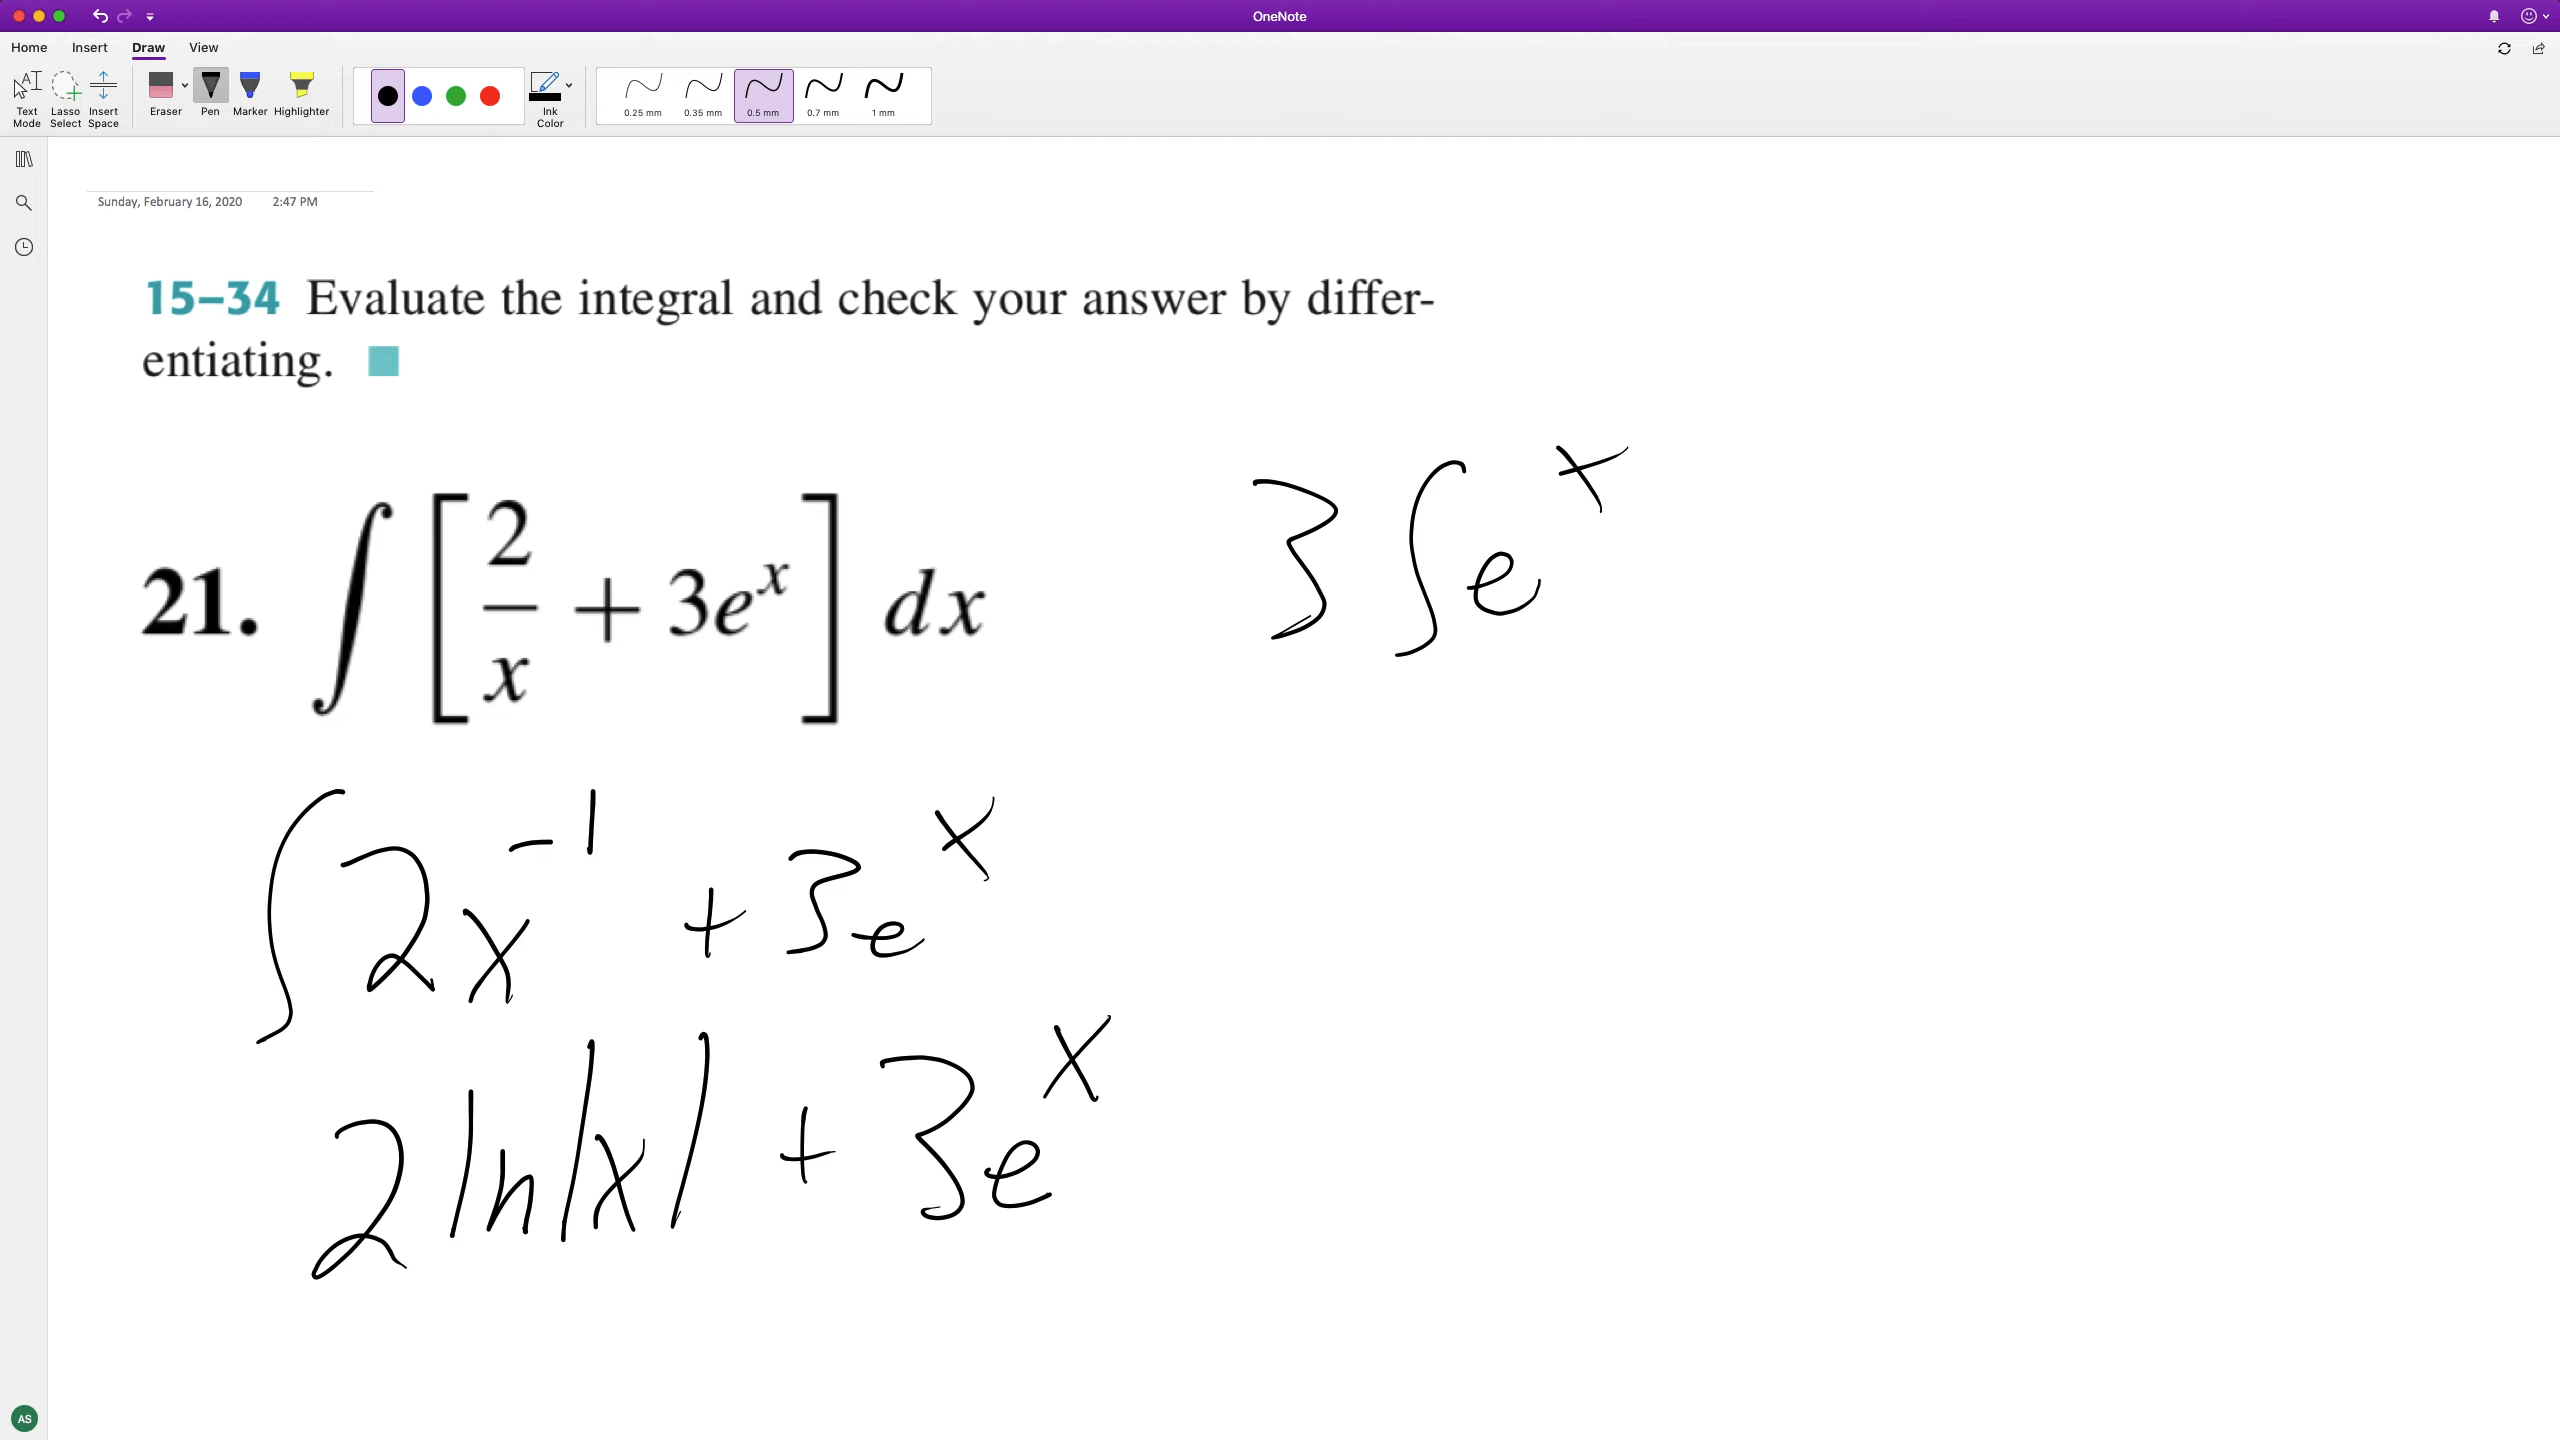 OneNote
Home Insert Draw View
Text Mode Lasso Select Insert Space Eraser Pen Marker Highlighter Ink Color 0.25 mm 0.35 mm 0.5 mm 0.7 mm 1 mm
Sunday, February 16, 2020 2:47 PM
15–34 Evaluate the integral and check your answer by differ-
entiating.
21. ∫ [2/x + 3e^x] dx
3 ∫ e^x
∫ 2x^-1 + 3e^x
2 ln|x| + 3e^x
AS